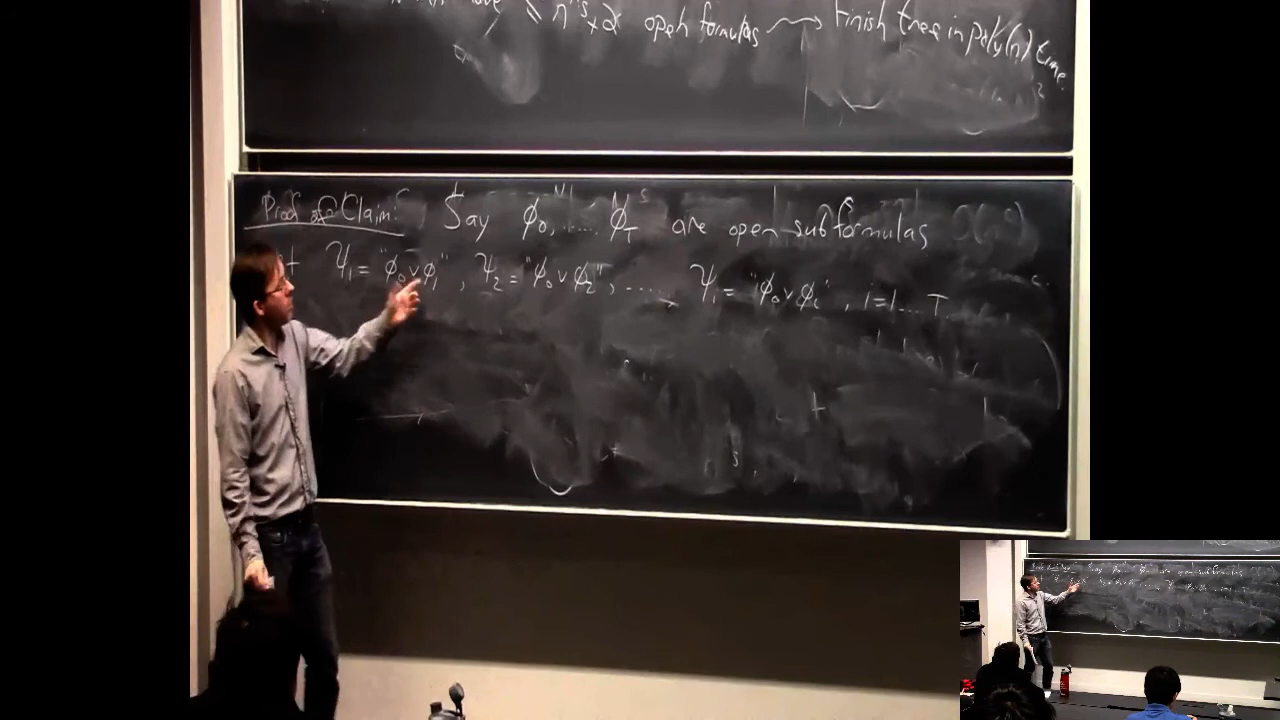 open formulas ⇝ Finish tree in poly(n) time.
Proof of Claim: Say φ₀, ..... φ_T are open subformulas
Ψ₁ = "φ₀ ∨ φ₁", Ψ₂ = "φ₀ ∨ φ₂", ..... Ψᵢ = "φ₀ ∨ φᵢ", i=1...T